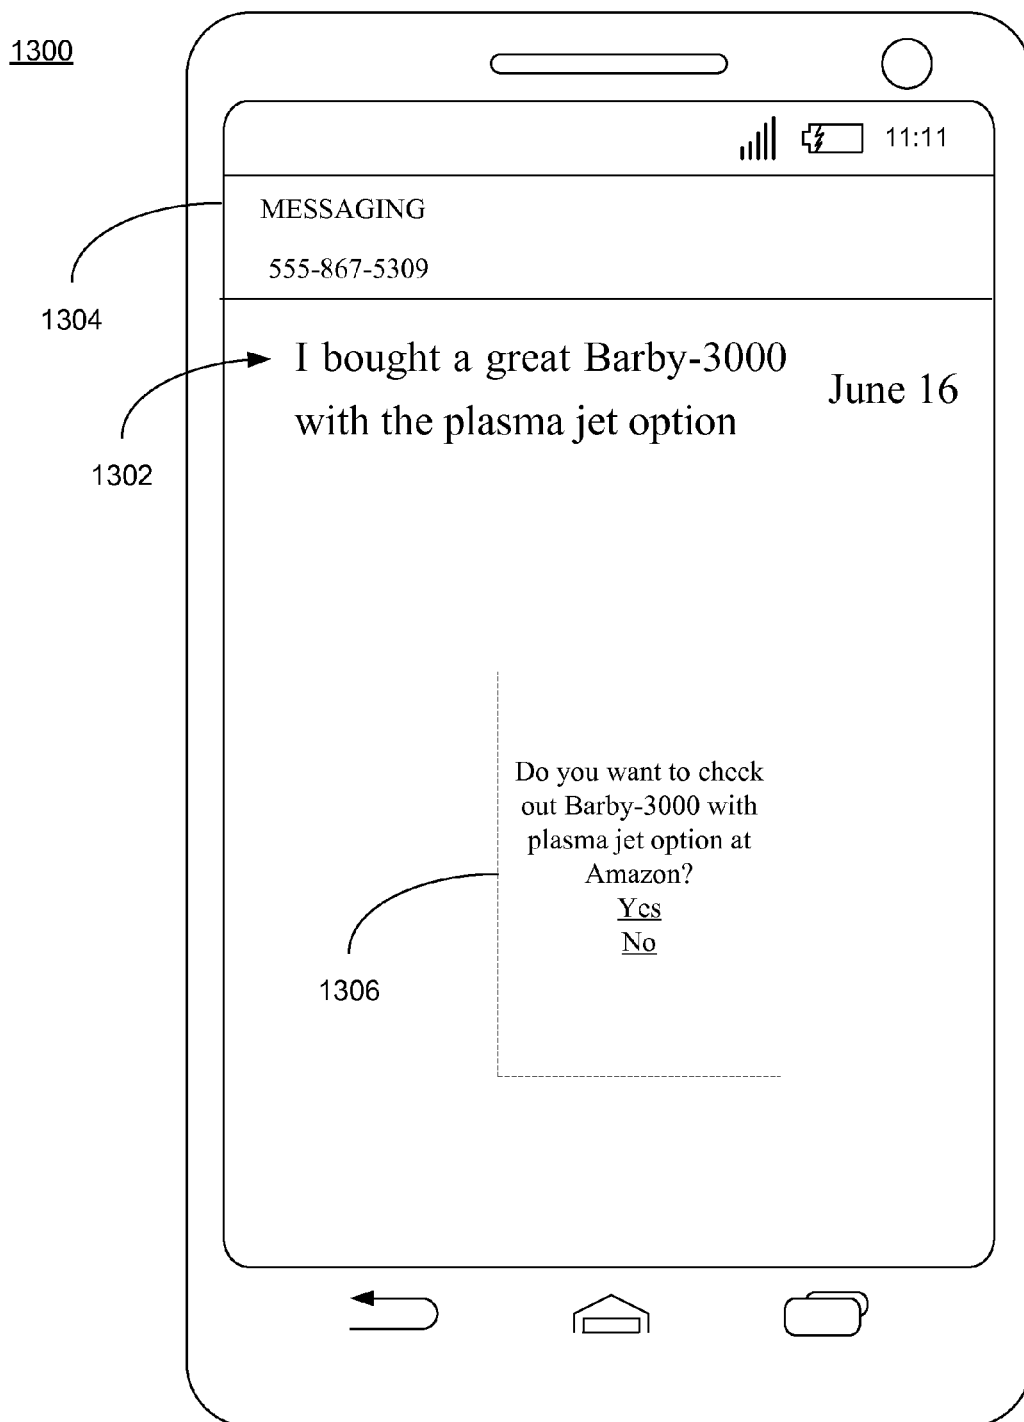 1300
11:11
MESSAGING
555-867-5309
1304
I bought a great Barby-3000
with the plasma jet option
June 16
1302
Do you want to check
out Barby-3000 with
plasma jet option at
Amazon?
Yes
No
1306